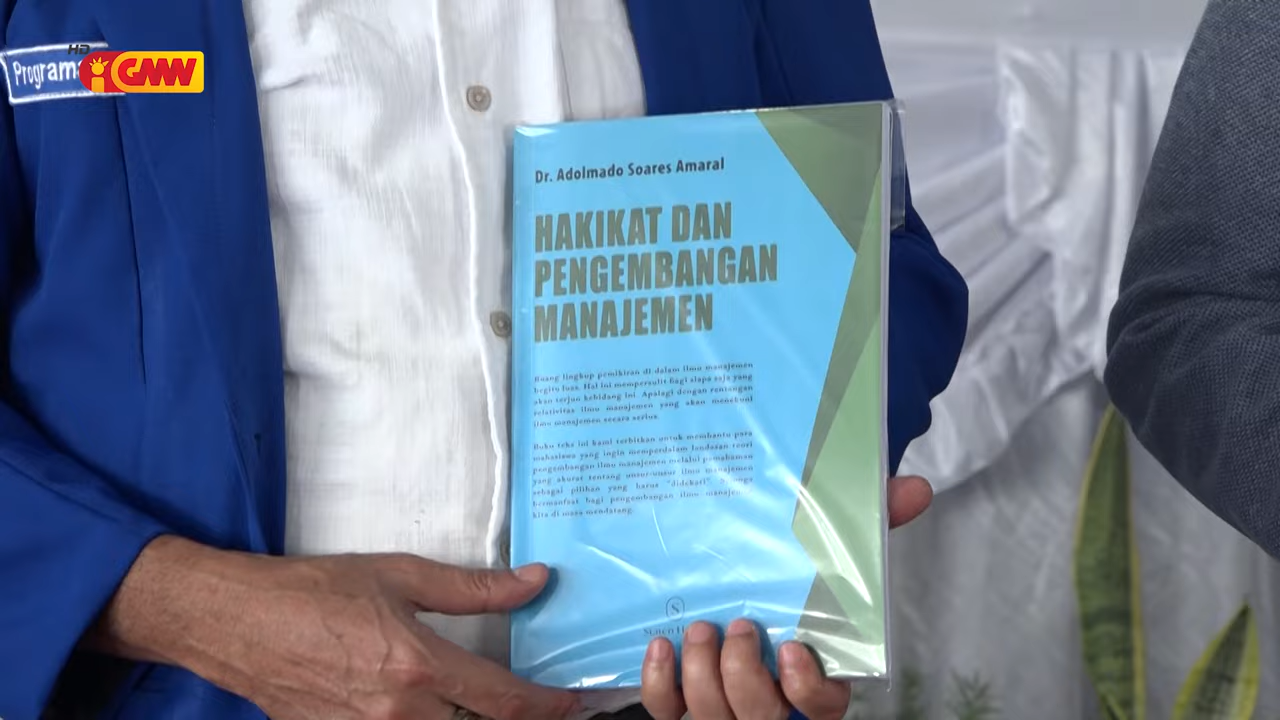 HD
Programa
GMN
Dr. Adolmado Soares Amaral
HAKIKAT DAN
PENGEMBANGAN
MANAJEMEN
Ruang lingkup pemikiran di dalam ilmu manajemen
begitu luas. Hal ini mempersulit bagi siapa saja yang
akan terjun kebidang ini. Apalagi dengan rentangan
relativitas ilmu manajemen yang akan menekuni
ilmu menejemen secara serius.
Buku teks ini kami terbitkan untuk membantu para
mahasiswa yang ingin memperdalam landasan teori
pengembangan ilmu manajemen melalui pemahaman
yang akurat tentang unsur-unsur ilmu manajemen
sebagai pilihan yang harus "didekati". Semoga
bermanfaat bagi pengembangan ilmu manajemen
kita di masa mendatang.
S